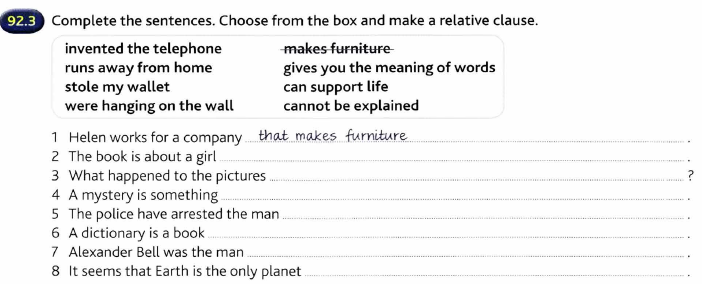 92.3 Complete the sentences. Choose from the box and make a relative clause.
invented the telephone makes furniture
runs away from home gives you the meaning of words
stole my wallet can support life
were hanging on the wall cannot be explained
1 Helen works for a company that makes furniture .
2 The book is about a girl .
3 What happened to the pictures ?
4 A mystery is something .
5 The police have arrested the man .
6 A dictionary is a book .
7 Alexander Bell was the man .
8 It seems that Earth is the only planet .